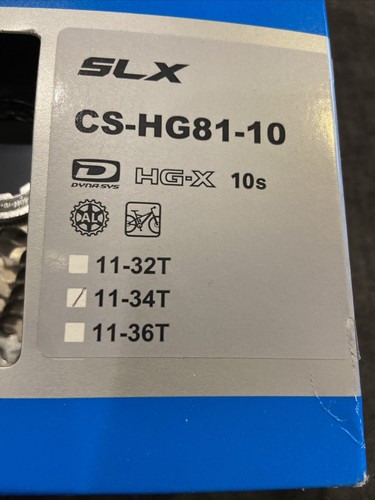 SLX
CS-HG81-10
D
DYNA-SYS HG-X 10s
AL
11-32T
11-34T
11-36T